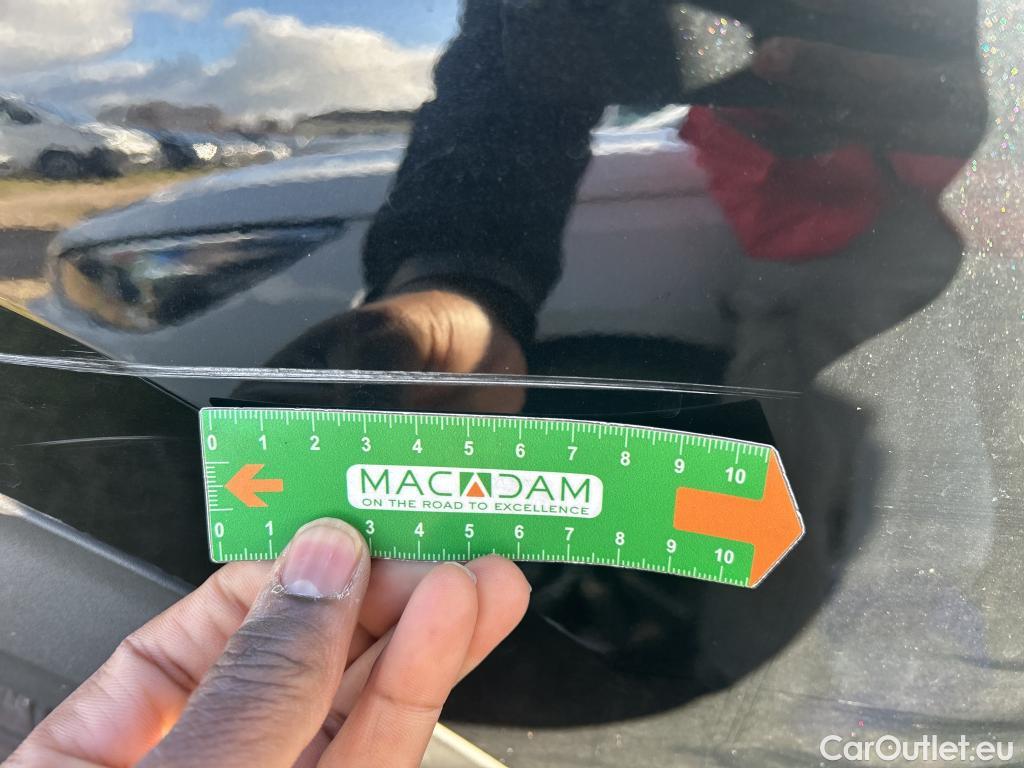 0 1 2 3 4 5 6 7 8 9 10
MACADAM
ON THE ROAD TO EXCELLENCE
0 1 3 4 5 6 7 8 9 10
CarOutlet.eu